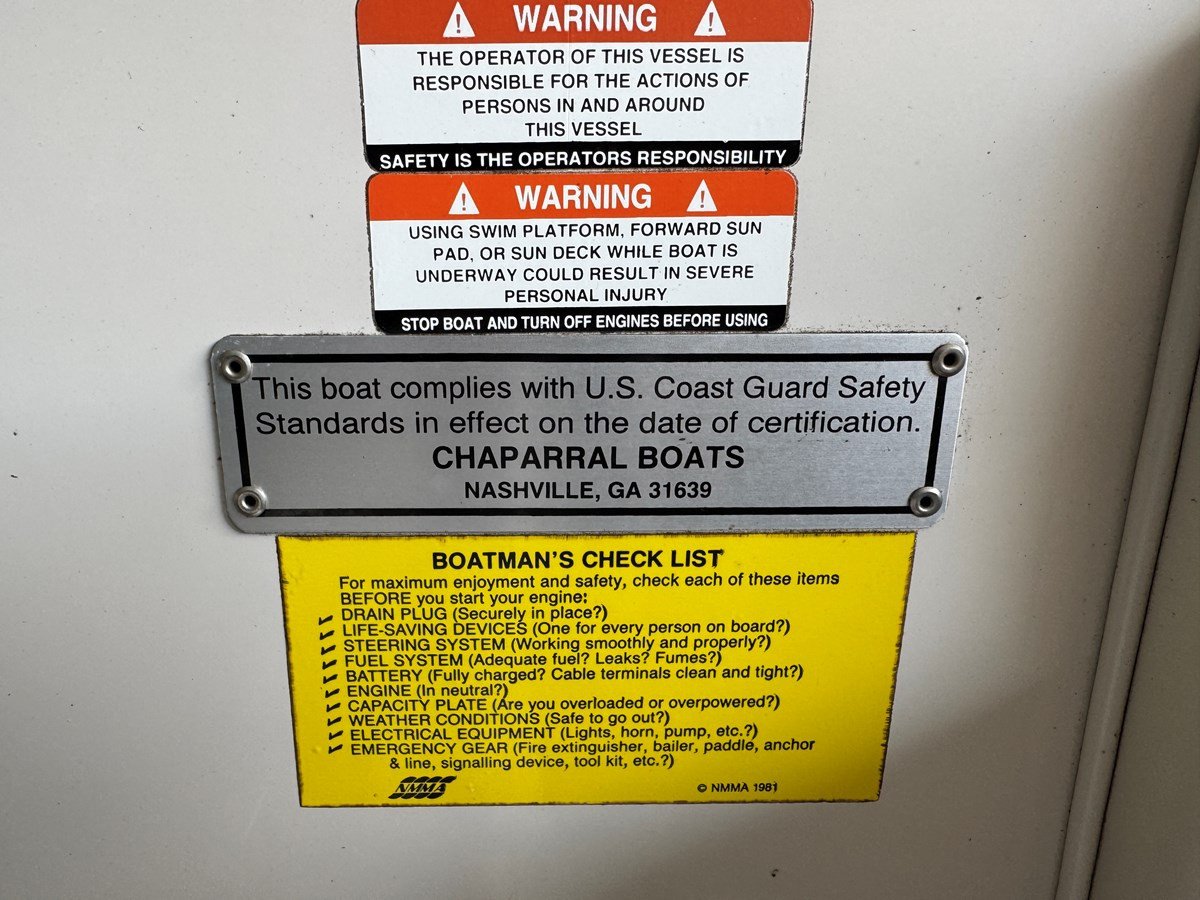 WARNING
THE OPERATOR OF THIS VESSEL IS
RESPONSIBLE FOR THE ACTIONS OF
PERSONS IN AND AROUND
THIS VESSEL
SAFETY IS THE OPERATORS RESPONSIBILITY
WARNING
USING SWIM PLATFORM, FORWARD SUN
PAD, OR SUN DECK WHILE BOAT IS
UNDERWAY COULD RESULT IN SEVERE
PERSONAL INJURY
STOP BOAT AND TURN OFF ENGINES BEFORE USING
This boat complies with U.S. Coast Guard Safety
Standards in effect on the date of certification.
CHAPARRAL BOATS
NASHVILLE, GA 31639
BOATMAN'S CHECK LIST
For maximum enjoyment and safety, check each of these items
BEFORE you start your engine:
DRAIN PLUG (Securely in place?)
LIFE-SAVING DEVICES (One for every person on board?)
STEERING SYSTEM (Working smoothly and properly?)
FUEL SYSTEM (Adequate fuel? Leaks? Fumes?)
BATTERY (Fully charged? Cable terminals clean and tight?)
ENGINE (In neutral?)
CAPACITY PLATE (Are you overloaded or overpowered?)
WEATHER CONDITIONS (Safe to go out?)
ELECTRICAL EQUIPMENT (Lights, horn, pump, etc.?)
EMERGENCY GEAR (Fire extinguisher, bailer, paddle, anchor
& line, signalling device, tool kit, etc.?)
NMMA © NMMA 1981